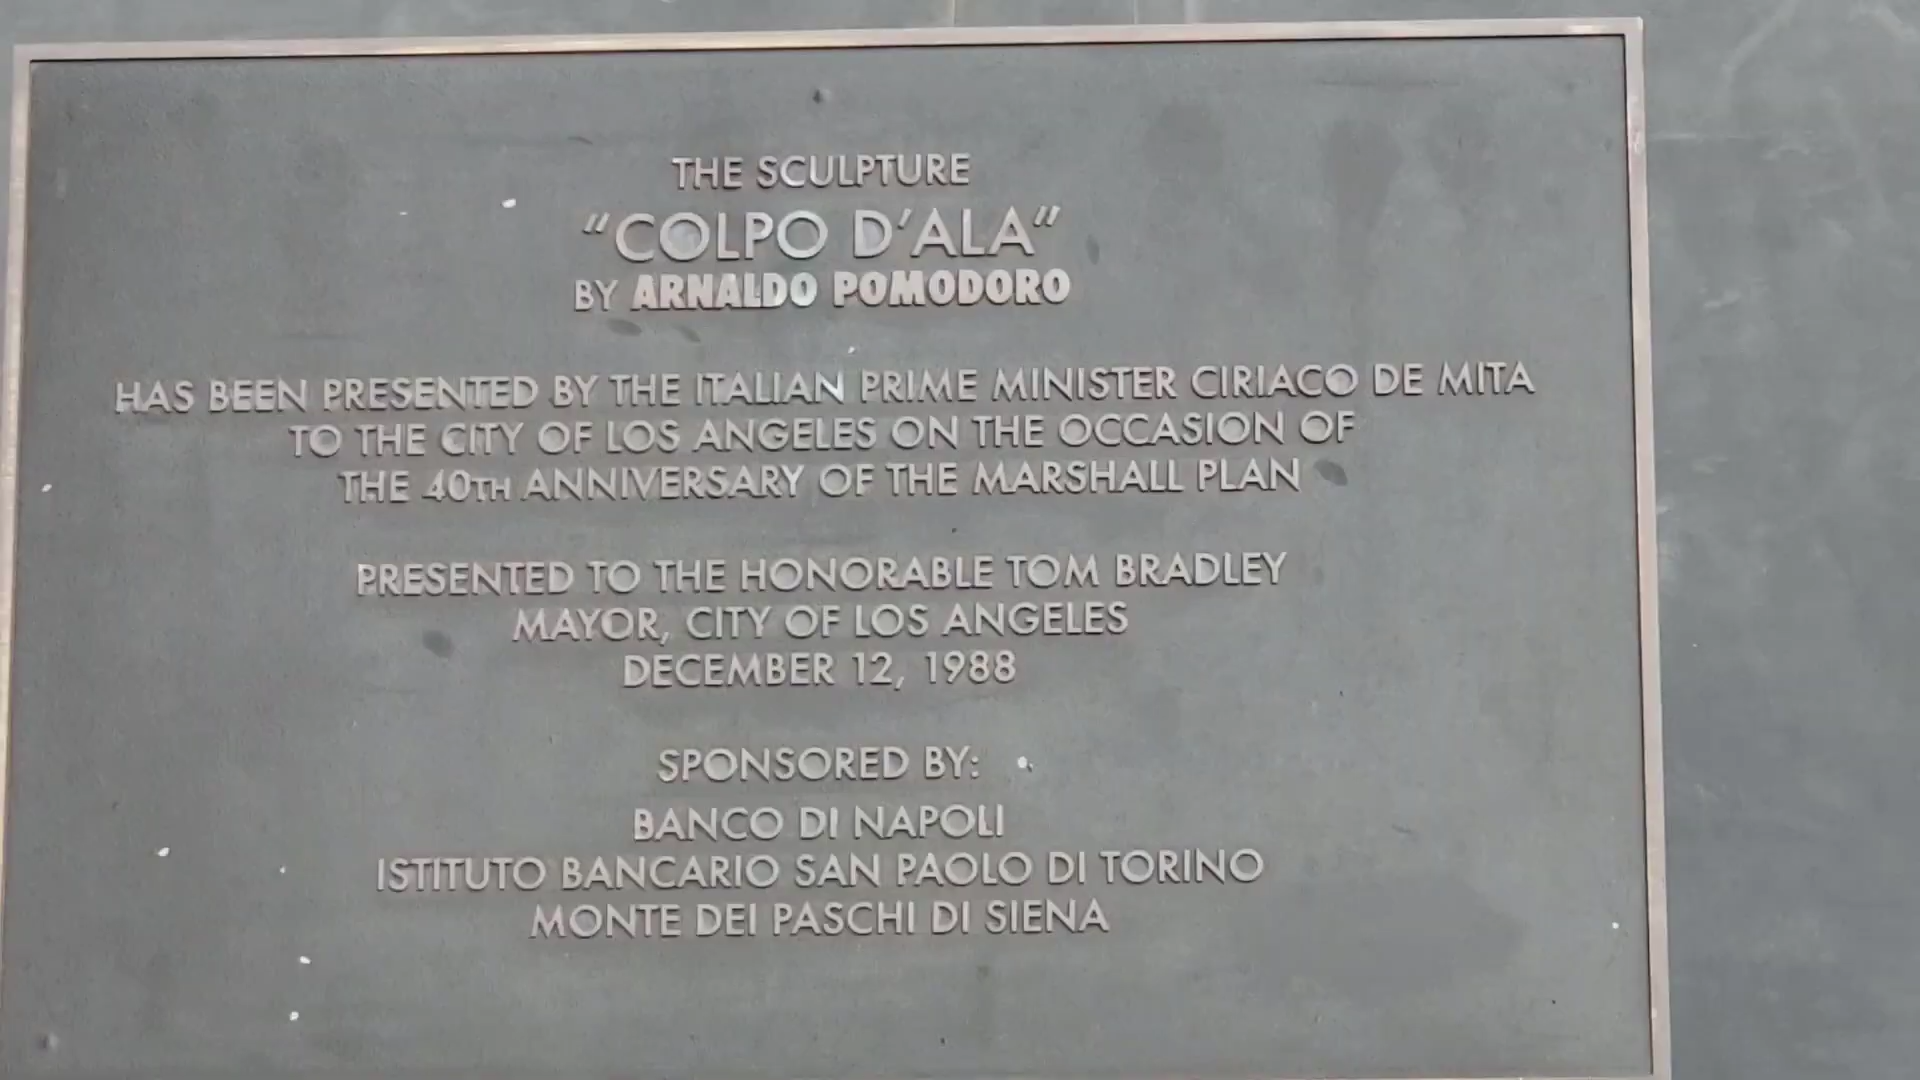 THE SCULPTURE
"COLPO D'ALA"
BY ARNALDO POMODORO
HAS BEEN PRESENTED BY THE ITALIAN PRIME MINISTER CIRIACO DE MITA
TO THE CITY OF LOS ANGELES ON THE OCCASION OF
THE 40TH ANNIVERSARY OF THE MARSHALL PLAN
PRESENTED TO THE HONORABLE TOM BRADLEY
MAYOR, CITY OF LOS ANGELES
DECEMBER 12, 1988
SPONSORED BY:
BANCO DI NAPOLI
ISTITUTO BANCARIO SAN PAOLO DI TORINO
MONTE DEI PASCHI DI SIENA